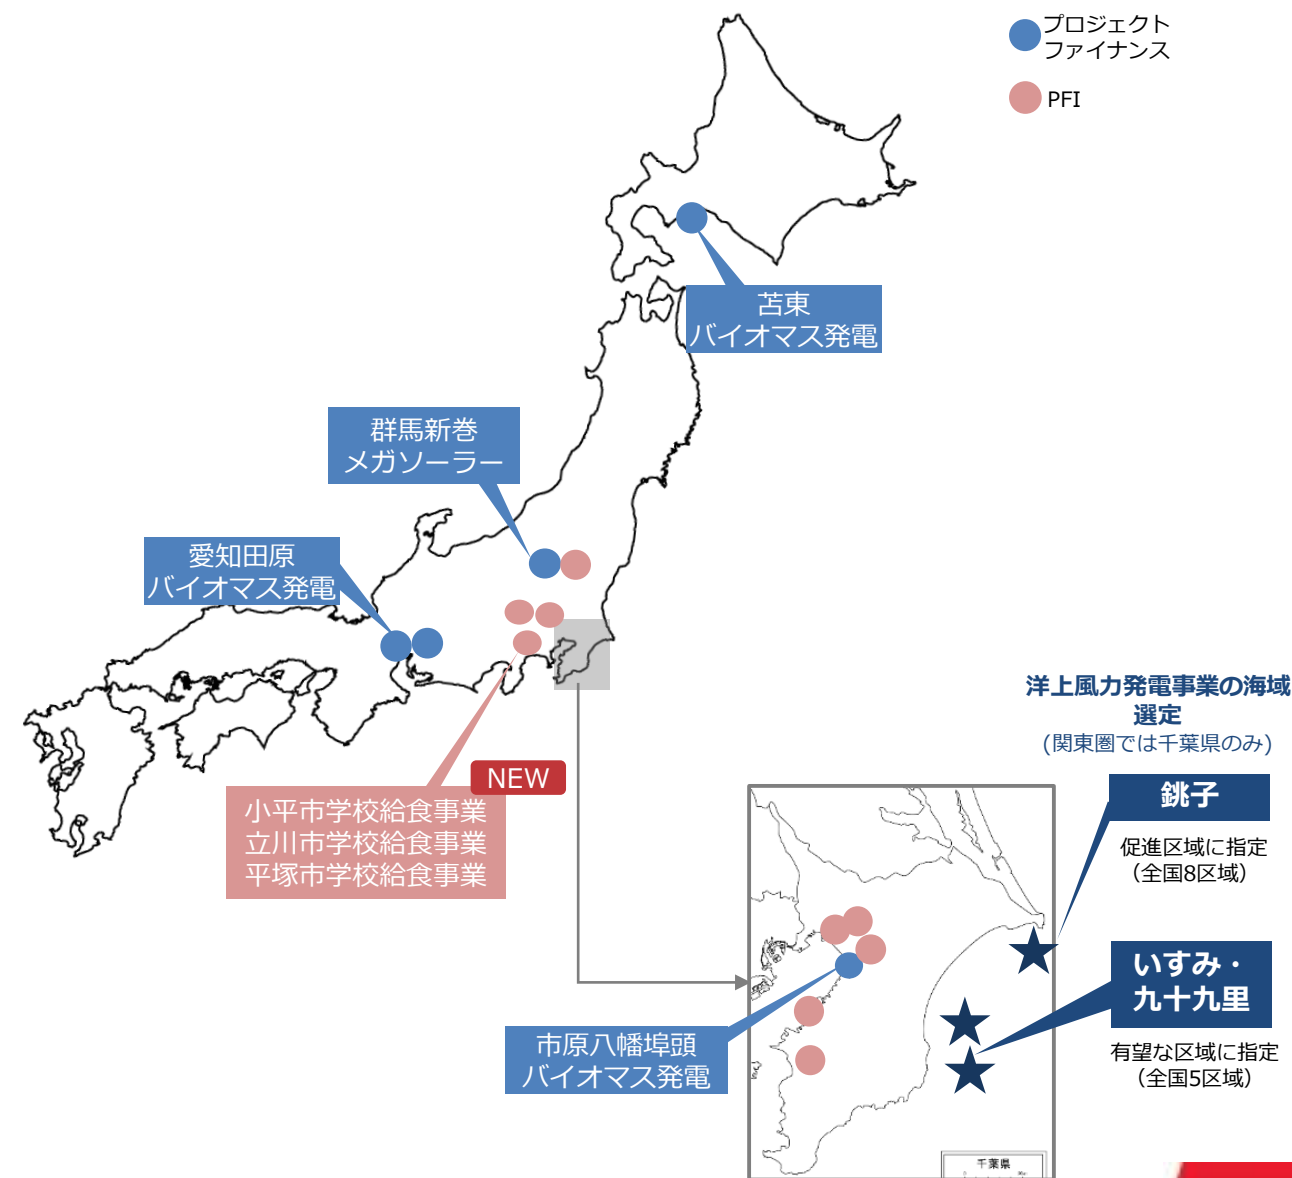 プロジェクト
ファイナンス
PFI
苫東
バイオマス発電
群馬新巻
メガソーラー
愛知田原
バイオマス発電
NEW
小平市学校給食事業
立川市学校給食事業
平塚市学校給食事業
洋上風力発電事業の海域
選定
(関東圏では千葉県のみ)
銚子
促進区域に指定
（全国8区域）
いすみ・
九十九里
有望な区域に指定
（全国5区域）
市原八幡埠頭
バイオマス発電
千葉県